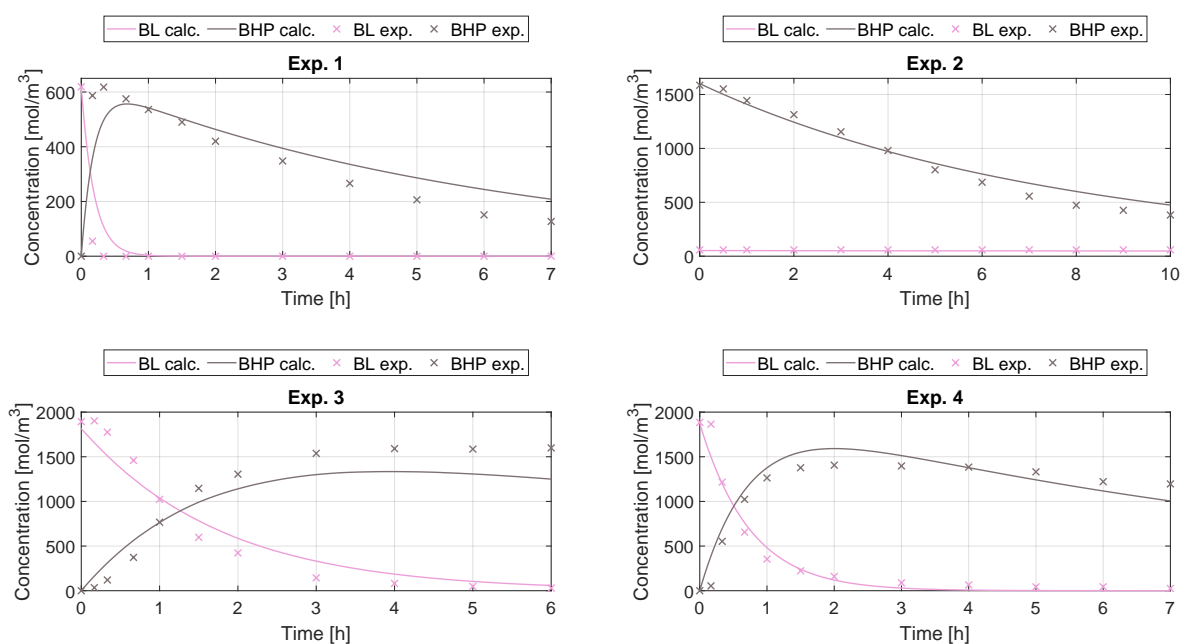 BL calc. BHP calc. BL exp. BHP exp.
Exp. 1
Concentration [mol/m³]
600
400
200
0
0 1 2 3 4 5 6 7
Time [h]
BL calc. BHP calc. BL exp. BHP exp.
Exp. 2
Concentration [mol/m³]
1500
1000
500
0
0 2 4 6 8 10
Time [h]
BL calc. BHP calc. BL exp. BHP exp.
Exp. 3
Concentration [mol/m³]
2000
1500
1000
500
0
0 1 2 3 4 5 6
Time [h]
BL calc. BHP calc. BL exp. BHP exp.
Exp. 4
Concentration [mol/m³]
2000
1500
1000
500
0
0 1 2 3 4 5 6 7
Time [h]